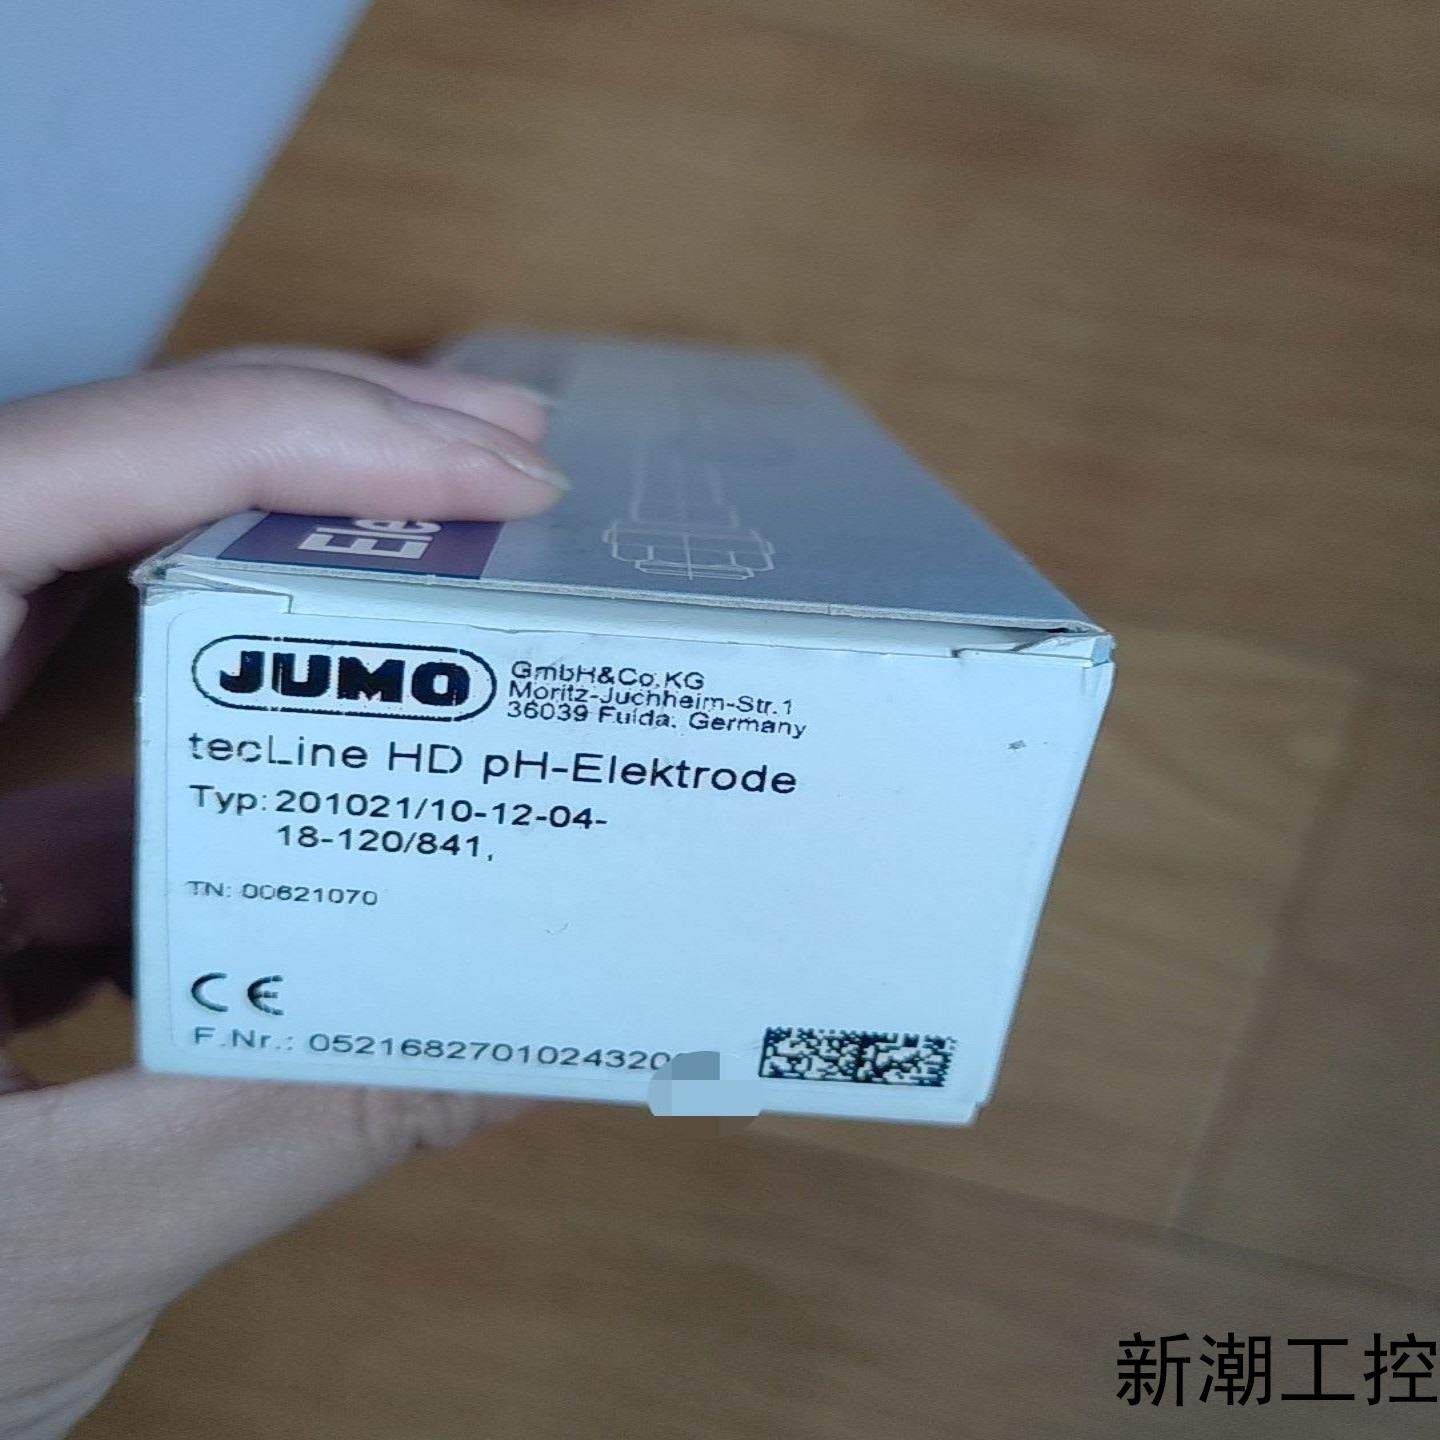 Ele
JUMO
GmbH&Co.KG
Moritz-Juchheim-Str.1
36039 Fulda, Germany
tecLine HD pH-Elektrode
Typ: 201021/10-12-04-
18-120/841,
TN: 00621070
CE
F.Nr.: 0521682701024320
新潮工控